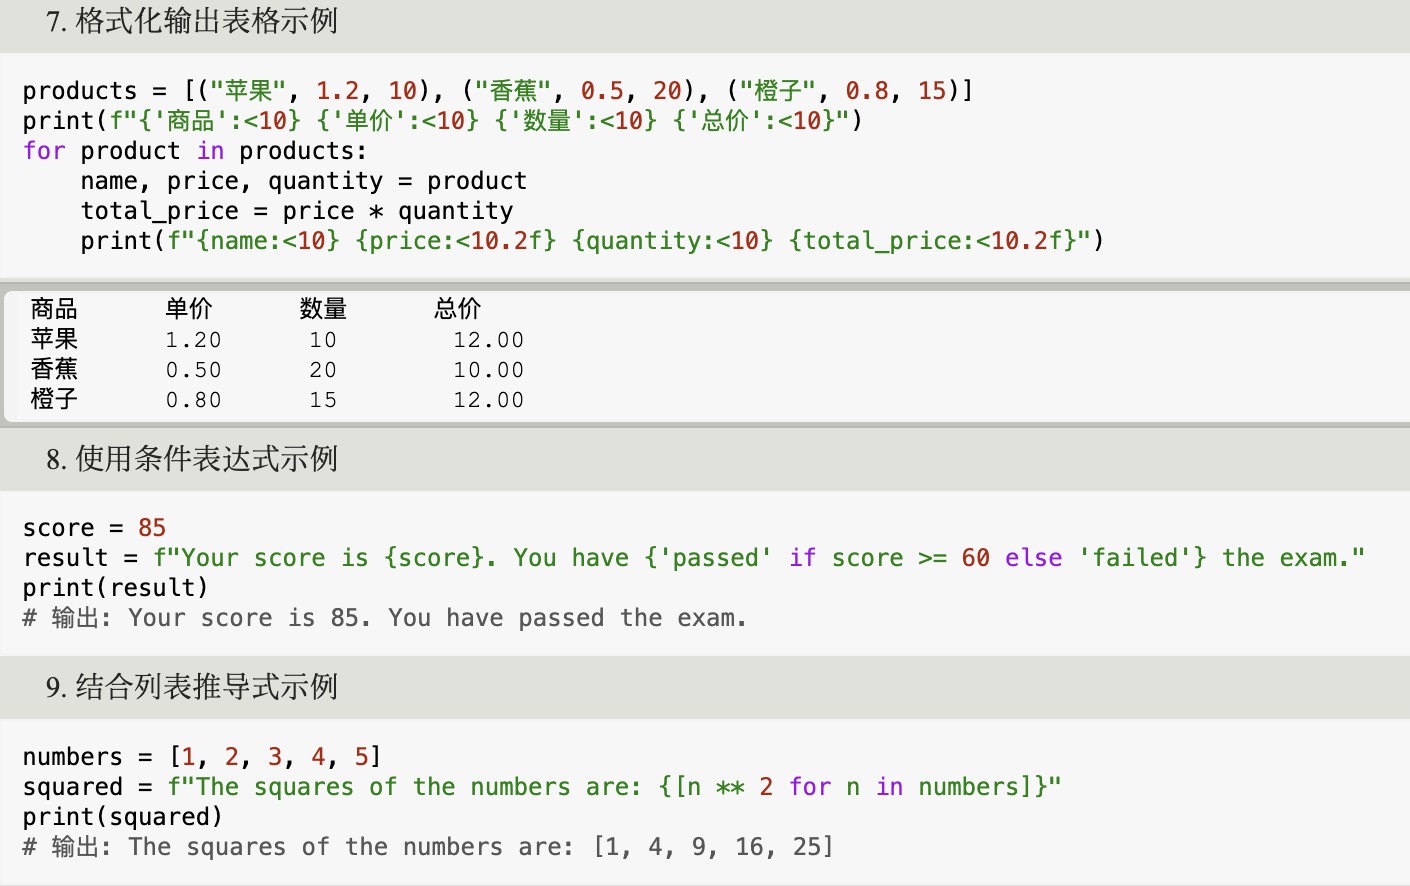 7. 格式化输出表格示例
products = [("苹果", 1.2, 10), ("香蕉", 0.5, 20), ("橙子", 0.8, 15)]
print(f"{'商品':<10} {'单价':<10} {'数量':<10} {'总价':<10}")
for product in products:
    name, price, quantity = product
    total_price = price * quantity
    print(f"{name:<10} {price:<10.2f} {quantity:<10} {total_price:<10.2f}")
商品 单价 数量 总价
苹果 1.20 10 12.00
香蕉 0.50 20 10.00
橙子 0.80 15 12.00
8. 使用条件表达式示例
score = 85
result = f"Your score is {score}. You have {'passed' if score >= 60 else 'failed'} the exam."
print(result)
# 输出: Your score is 85. You have passed the exam.
9. 结合列表推导式示例
numbers = [1, 2, 3, 4, 5]
squared = f"The squares of the numbers are: {[n ** 2 for n in numbers]}"
print(squared)
# 输出: The squares of the numbers are: [1, 4, 9, 16, 25]